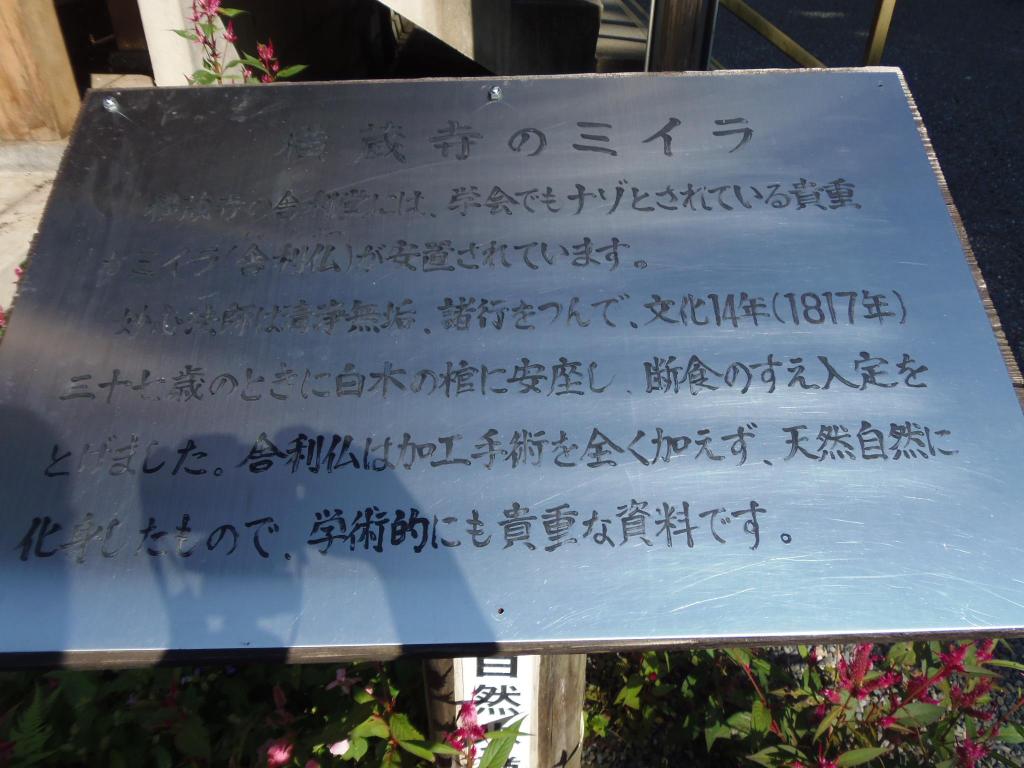 横蔵寺のミイラ
横蔵寺の舎利堂には、学会でもナゾとされている貴重
なミイラ(舎利仏)が安置されています。
妙心法師は清浄無垢、諸行をつんで、文化14年(1817年)
三十七歳のときに白木の棺に安座し、断食のすえ入定を
とげました。舎利仏は加工手術を全く加えず、天然自然に
化身したもので、学術的にも貴重な資料です。
自然